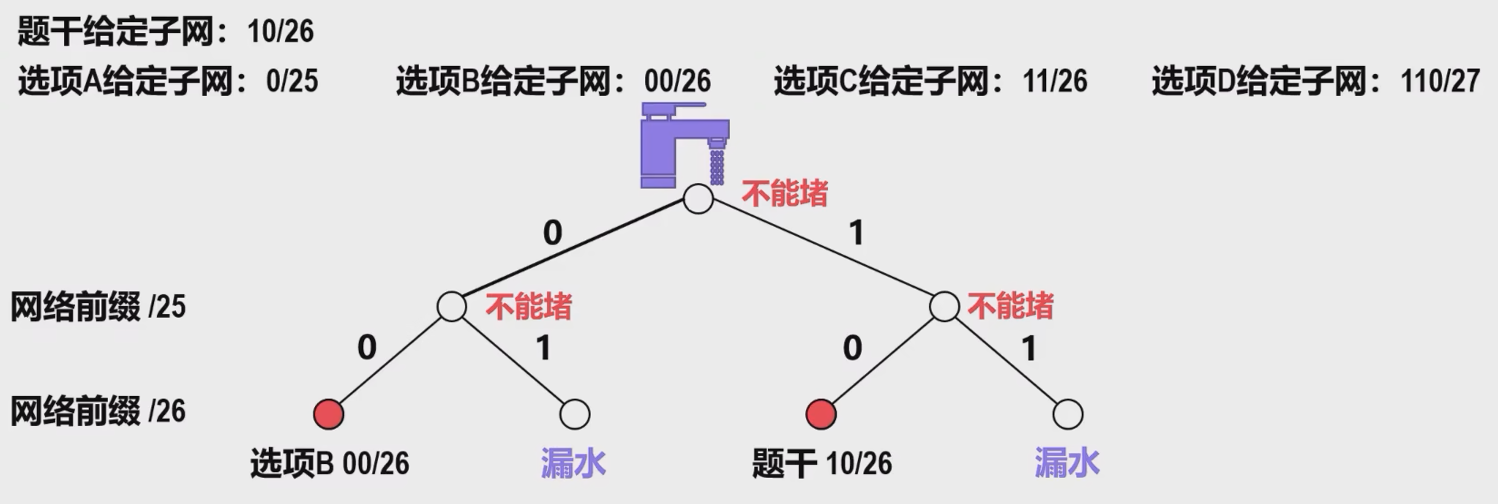 题干给定子网：10/26
选项A给定子网：0/25 选项B给定子网：00/26 选项C给定子网：11/26 选项D给定子网：110/27
不能堵
0 1
网络前缀 /25 不能堵 不能堵
0 1 0 1
网络前缀 /26
选项B 00/26 漏水 题干 10/26 漏水